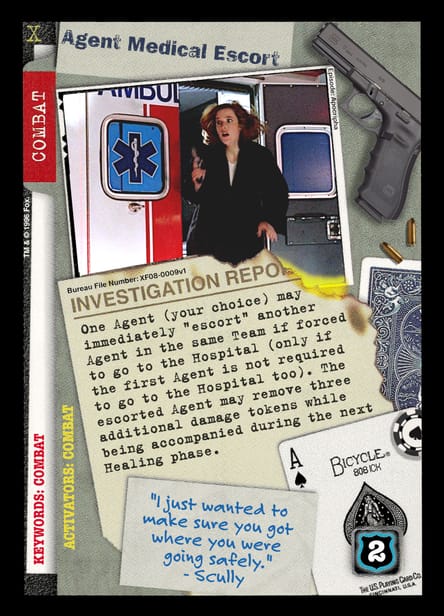 X
Agent Medical Escort
COMBAT
TM & © 1996 Fox.
AMBUL
Episode: Apocrypha
Bureau File Number: XF08-0009v1
INVESTIGATION REPO
One Agent (your choice) may
immediately "escort" another
Agent in the same Team if forced
to go to the Hospital (only if
the first Agent is not required
to go to the Hospital too). The
escorted Agent may remove three
additional damage tokens while
being accompanied during the next
Healing phase.
KEYWORDS: COMBAT
ACTIVATORS: COMBAT
"I just wanted to
make sure you got
where you were
going safely."
- Scully
A
BICYCLE®
808 ICK
2
THE U.S. PLAYING CARD CO.
CINCINNATI, U.S.A.